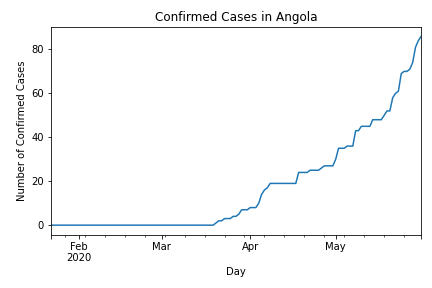 Confirmed Cases in Angola
Number of Confirmed Cases
80
60
40
20
0
Feb
2020
Mar
Apr
May
Day